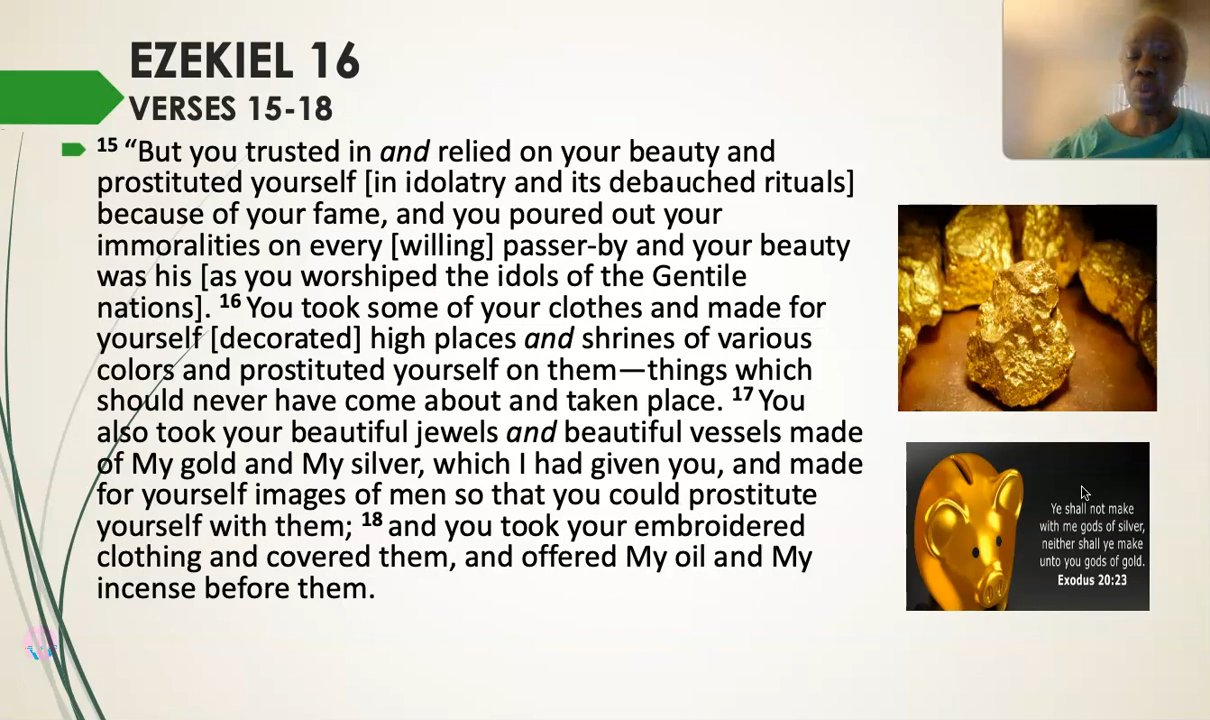 EZEKIEL 16
VERSES 15-18
15 “But you trusted in and relied on your beauty and
prostituted yourself [in idolatry and its debauched rituals]
because of your fame, and you poured out your
immoralities on every [willing] passer-by and your beauty
was his [as you worshiped the idols of the Gentile
nations]. 16 You took some of your clothes and made for
yourself [decorated] high places and shrines of various
colors and prostituted yourself on them—things which
should never have come about and taken place. 17 You
also took your beautiful jewels and beautiful vessels made
of My gold and My silver, which I had given you, and made
for yourself images of men so that you could prostitute
yourself with them; 18 and you took your embroidered
clothing and covered them, and offered My oil and My
incense before them.
Ye shall not make
with me gods of silver,
neither shall ye make
unto you gods of gold.
Exodus 20:23